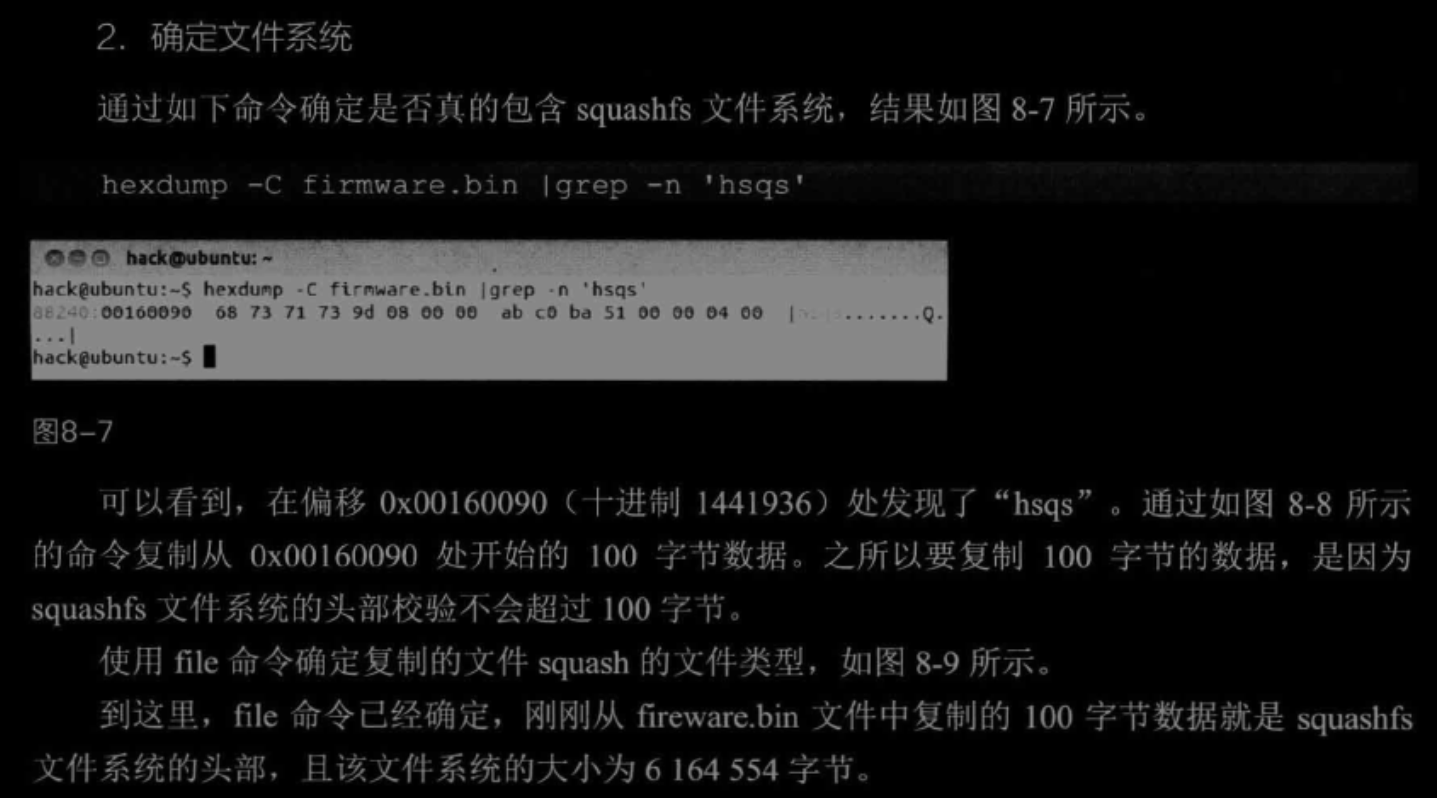 2. 确定文件系统
通过如下命令确定是否真的包含 squashfs 文件系统，结果如图 8-7 所示。
hexdump -C firmware.bin |grep -n 'hsqs'
hack@ubuntu: ~
hack@ubuntu:~$ hexdump -C firmware.bin |grep -n 'hsqs'
88240:00160090 68 73 71 73 9d 08 00 00 ab c0 ba 51 00 00 04 00 |hsqs.......Q.
...|
hack@ubuntu:~$
图8-7
可以看到，在偏移 0x00160090（十进制 1441936）处发现了“hsqs”。通过如图 8-8 所示
的命令复制从 0x00160090 处开始的 100 字节数据。之所以要复制 100 字节的数据，是因为
squashfs 文件系统的头部校验不会超过 100 字节。
使用 file 命令确定复制的文件 squash 的文件类型，如图 8-9 所示。
到这里，file 命令已经确定，刚刚从 fireware.bin 文件中复制的 100 字节数据就是 squashfs
文件系统的头部，且该文件系统的大小为 6 164 554 字节。